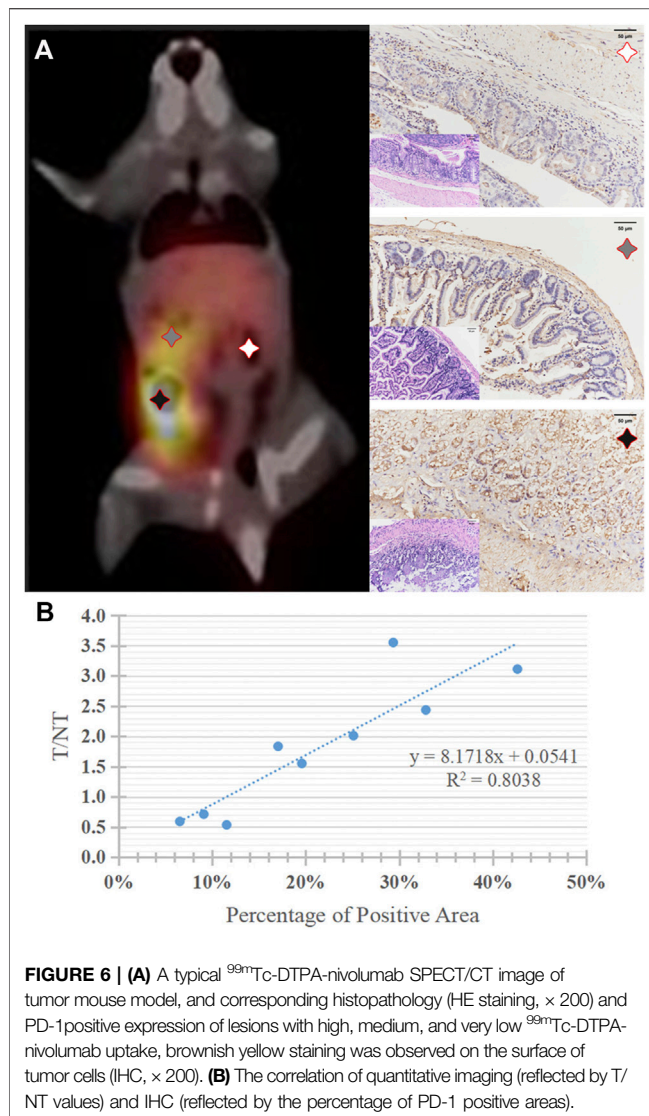 A
50 µm
50 µm
50 µm
B
4.0
3.5
3.0
2.5
2.0
1.5
1.0
0.5
0.0
T/NT
y = 8.1718x + 0.0541
R² = 0.8038
0% 10% 20% 30% 40% 50%
Percentage of Positive Area
FIGURE 6 | (A) A typical ⁹⁹ᵐTc-DTPA-nivolumab SPECT/CT image of
tumor mouse model, and corresponding histopathology (HE staining, × 200) and
PD-1positive expression of lesions with high, medium, and very low ⁹⁹ᵐTc-DTPA-
nivolumab uptake, brownish yellow staining was observed on the surface of
tumor cells (IHC, × 200). (B) The correlation of quantitative imaging (reflected by T/
NT values) and IHC (reflected by the percentage of PD-1 positive areas).